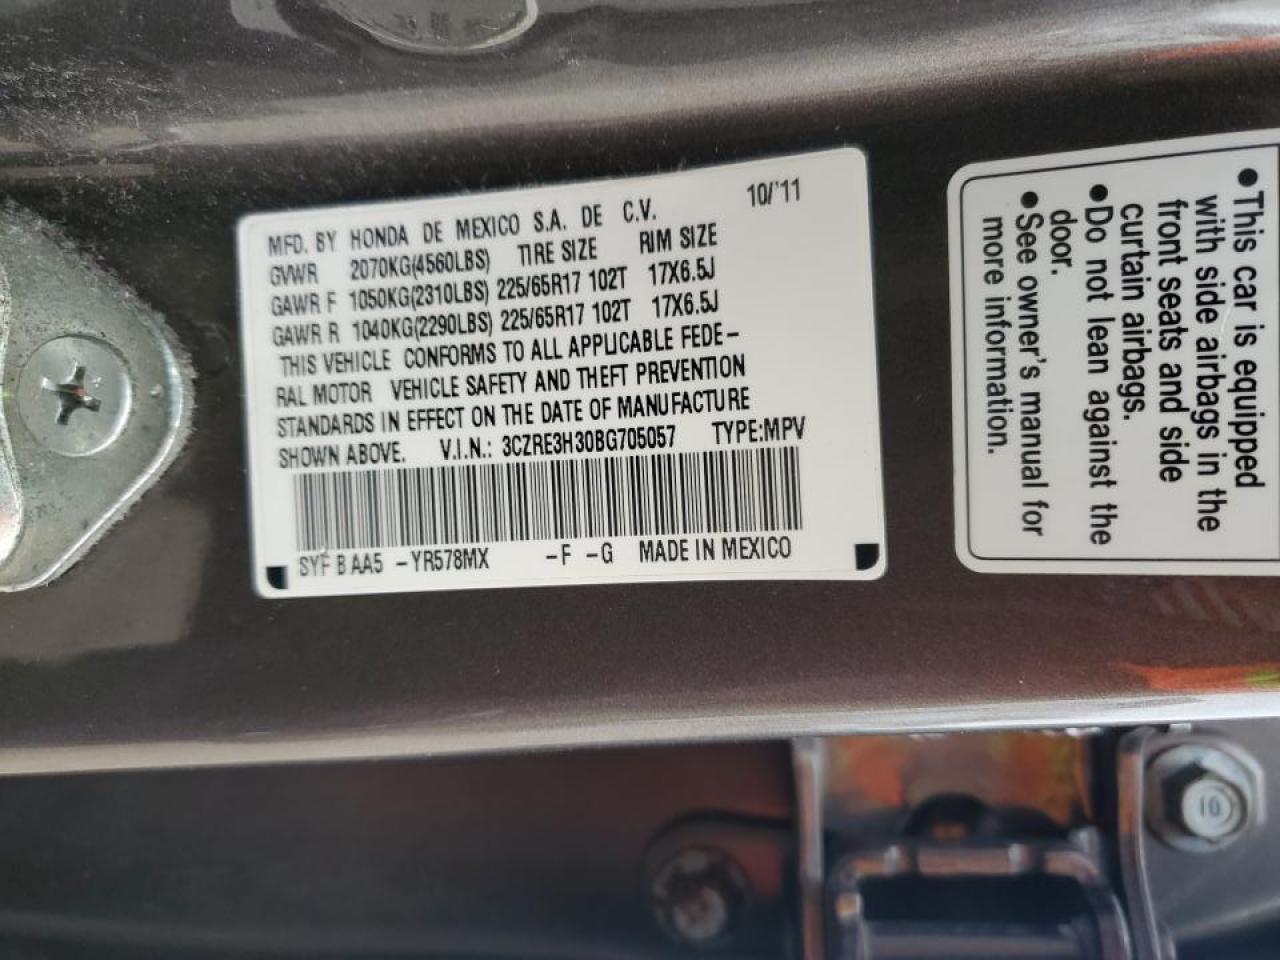 MFD. BY HONDA DE MEXICO S.A. DE C.V. 10/'11
GVWR 2070KG(4560LBS) TIRE SIZE RIM SIZE
GAWR F 1050KG(2310LBS) 225/65R17 102T 17X6.5J
GAWR R 1040KG(2290LBS) 225/65R17 102T 17X6.5J
THIS VEHICLE CONFORMS TO ALL APPLICABLE FEDE-
RAL MOTOR VEHICLE SAFETY AND THEFT PREVENTION
STANDARDS IN EFFECT ON THE DATE OF MANUFACTURE
SHOWN ABOVE. V.I.N.: 3CZRE3H30BG705057 TYPE:MPV
SYF B AA5 -YR578MX -F -G MADE IN MEXICO
●This car is equipped
with side airbags in the
front seats and side
curtain airbags.
●Do not lean against the
door.
●See owner's manual for
more information.
10